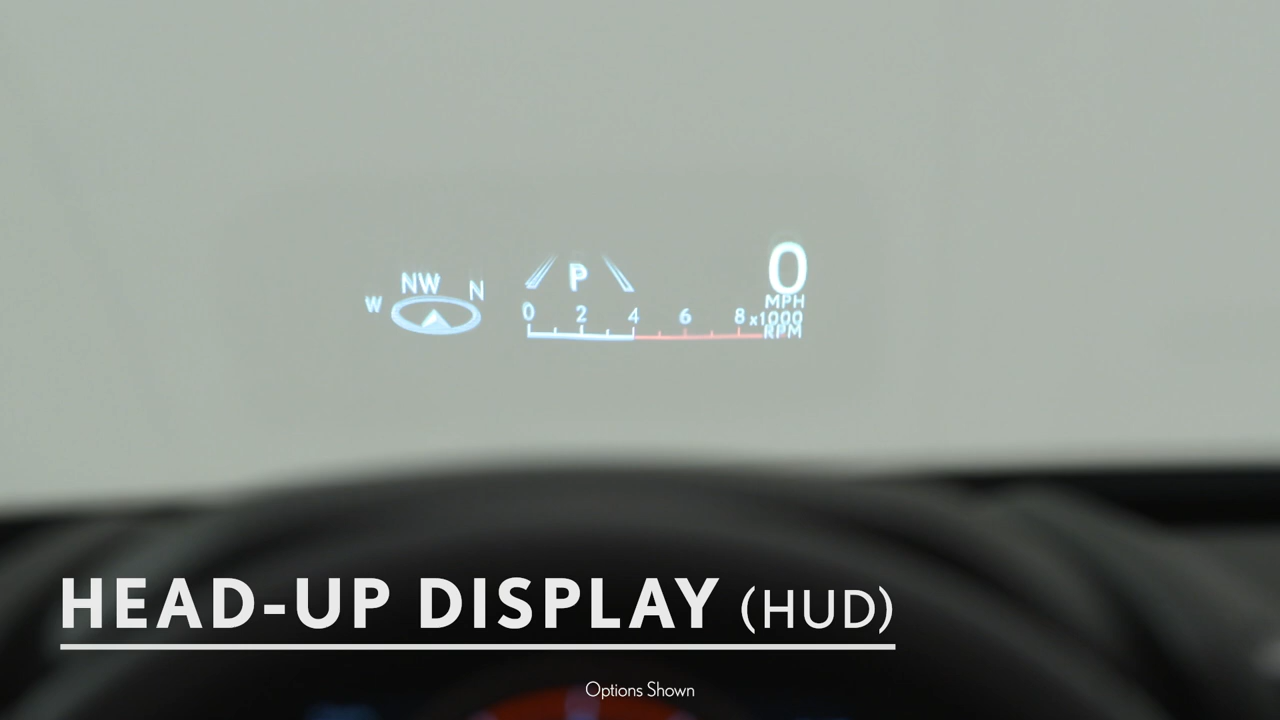 NW
W
N
P
0
MPH
0 2 4 6 8 x1000
RPM
HEAD-UP DISPLAY (HUD)
Options Shown